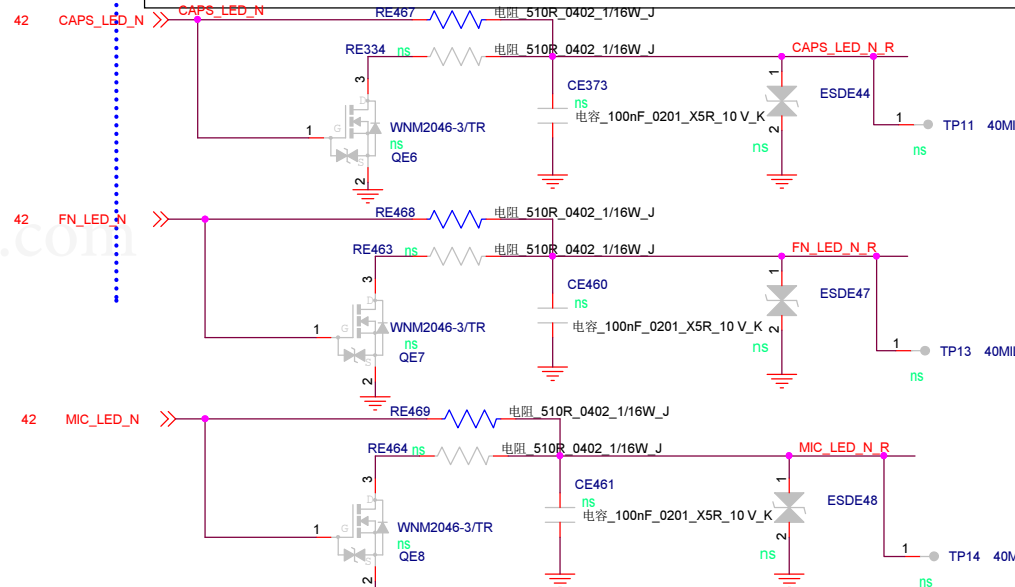 42 CAPS_LED_N CAPS_LED_N RE467 电阻_510R_0402_1/16W_J
RE334 ns 电阻_510R_0402_1/16W_J CAPS_LED_N_R
3 D 1
CE373 ESDE44
ns
电容_100nF_0201_X5R_10 V_K
1 G WNM2046-3/TR 2 1 TP11
ns ns ns
S QE6
2
42 FN_LED_N RE468 电阻_510R_0402_1/16W_J
RE463 ns 电阻_510R_0402_1/16W_J FN_LED_N_R
.com
3 D 1
CE460 ESDE47
ns
1 G WNM2046-3/TR 电容_100nF_0201_X5R_10 V_K 2
ns ns 1 TP13
S QE7 ns
2
42 MIC_LED_N RE469 电阻_510R_0402_1/16W_J
RE464 ns 电阻_510R_0402_1/16W_J MIC_LED_N_R
3 D 1
CE461 ESDE48
ns
电容_100nF_0201_X5R_10 V_K
1 G WNM2046-3/TR 2
ns ns 1 TP14
S QE8 ns
2